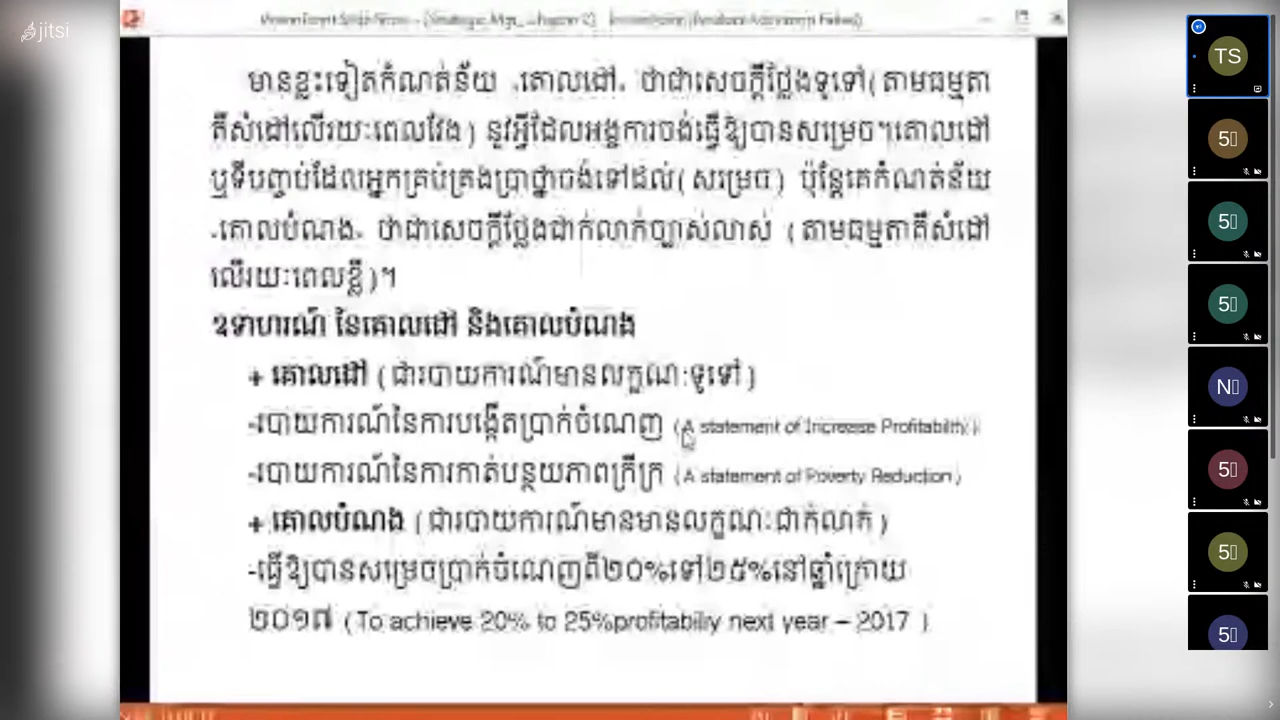 jitsi
មានខ្លះទៀតកំណត់ន័យ -គោលដៅ- ថាជាសេចក្តីថ្លែងទូទៅ(តាមធម្មតា
គឺសំដៅលើរយៈពេលវែង) នូវអ្វីដែលអង្គការចង់ធ្វើឱ្យបានសម្រេច។គោលដៅ
ឬទីបញ្ចប់ដែលអ្នកគ្រប់គ្រងប្រាថ្នាចង់ទៅដល់(សម្រេច) ប៉ុន្តែគេកំណត់ន័យ
-គោលបំណង- ថាជាសេចក្តីថ្លែងជាក់លាក់ច្បាស់លាស់ (តាមធម្មតាគឺសំដៅ
លើរយៈពេលខ្លី)។
ឧទាហរណ៍ នៃគោលដៅ និងគោលបំណង
+ គោលដៅ (ជារបាយការណ៍មានលក្ខណៈទូទៅ)
-របាយការណ៍នៃការបង្កើតប្រាក់ចំណេញ (A statement of Increase Profitability)
-របាយការណ៍នៃការកាត់បន្ថយភាពក្រីក្រ (A statement of Poverty Reduction)
+ គោលបំណង (ជារបាយការណ៍មានមានលក្ខណៈជាក់លាក់)
-ធ្វើឱ្យបានសម្រេចប្រាក់ចំណេញពី២០%ទៅ២៥%នៅឆ្នាំក្រោយ
២០១៧ (To achieve 20% to 25%profitabiliy next year – 2017 )
TS
5
5
5
N
5
5
5